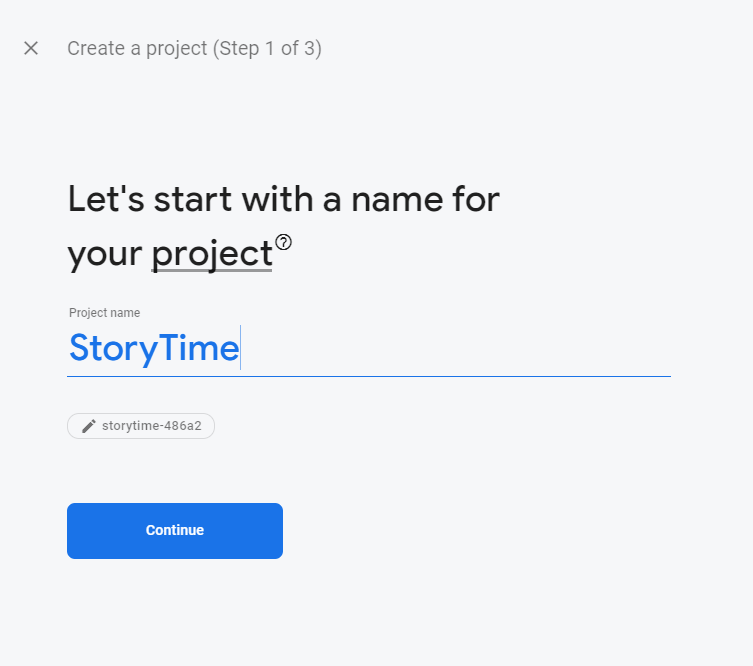 Create a project (Step 1 of 3)
Let's start with a name for
your project
Project name
StoryTime
storytime-486a2
Continue